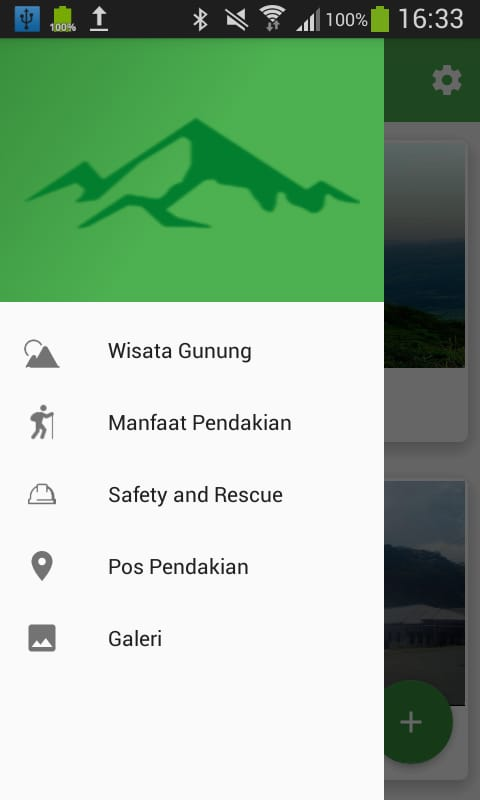 100%
100%
16:33
Wisata Gunung
Manfaat Pendakian
Safety and Rescue
Pos Pendakian
Galeri